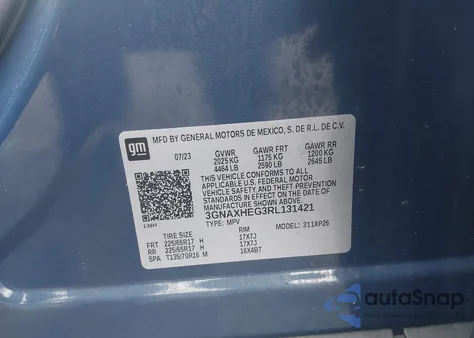 MFD BY GENERAL MOTORS DE MEXICO, S. DE R.L. DE C.V.
gm
07/23 GVWR GAWR FRT GAWR RR
2025 KG 1175 KG 1200 KG
4464 LB 2590 LB 2645 LB
THIS VEHICLE CONFORMS TO ALL
APPLICABLE U.S. FEDERAL MOTOR
VEHICLE SAFETY, BUMPER, AND THEFT
PREVENTION STANDARDS IN EFFECT ON
THE DATE OF MANUFACTURE SHOWN ABOVE.
3GNAXHEG3RL131421
TYPE: MPV
MODEL: 311XP26
TIRE SIZE RIM
FRT 225/65R17 H 17X7J
RR 225/65R17 H 17X7J
SPA T135/70R16 M 16X4BT
autoSnap